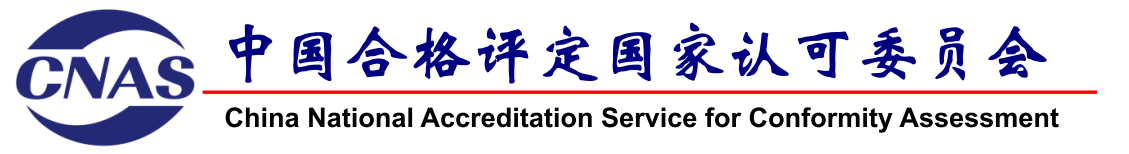 CNAS
中国合格评定国家认可委员会
China National Accreditation Service for Conformity Assessment